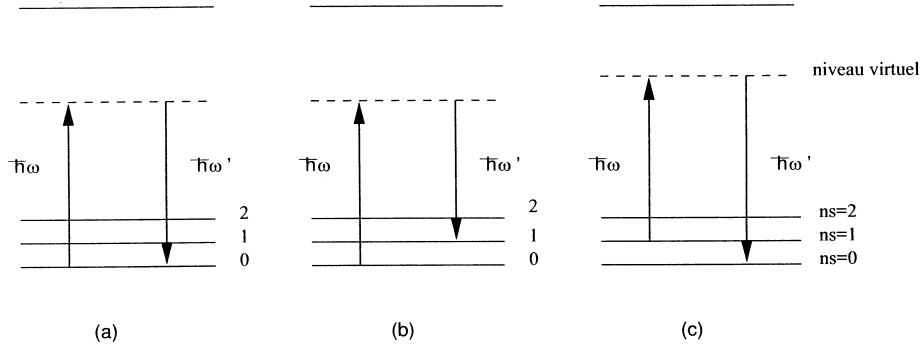 niveau virtuel
ħω
ħω'
ħω
ħω'
ħω
ħω'
2
1
0
2
1
0
ns=2
ns=1
ns=0
(a)
(b)
(c)